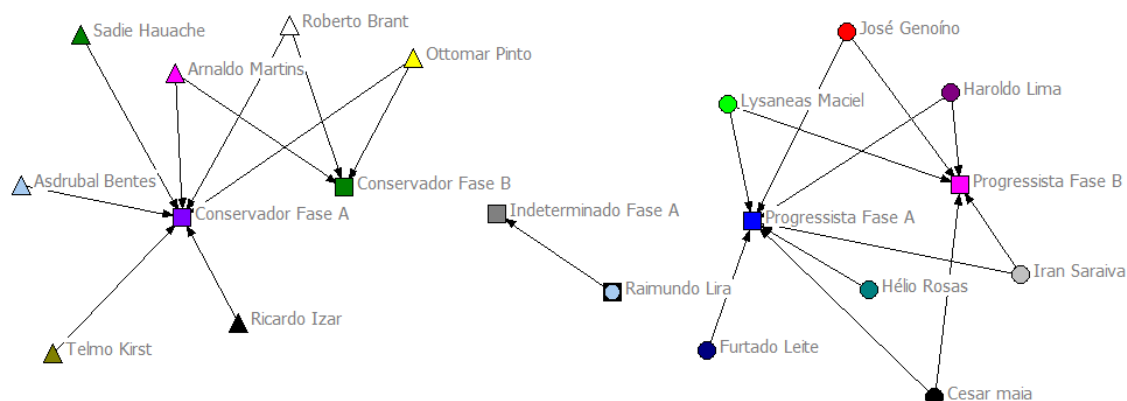 Roberto Brant
Sadie Hauache
José Genoíno
Ottomar Pinto
Arnaldo Martins
Haroldo Lima
Lysaneas Maciel
Asdrubal Bentes
Conservador Fase B
Progressista Fase B
Conservador Fase A
Indeterminado Fase A
Progressista Fase A
Iran Saraiva
Raimundo Lira
Hélio Rosas
Ricardo Izar
Telmo Kirst
Furtado Leite
Cesar maia